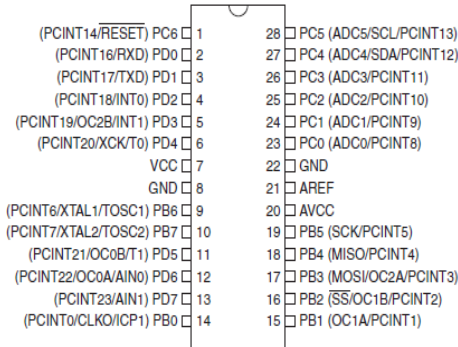 (PCINT14/RESET) PC6 1 28 PC5 (ADC5/SCL/PCINT13)
(PCINT16/RXD) PD0 2 27 PC4 (ADC4/SDA/PCINT12)
(PCINT17/TXD) PD1 3 26 PC3 (ADC3/PCINT11)
(PCINT18/INT0) PD2 4 25 PC2 (ADC2/PCINT10)
(PCINT19/OC2B/INT1) PD3 5 24 PC1 (ADC1/PCINT9)
(PCINT20/XCK/T0) PD4 6 23 PC0 (ADC0/PCINT8)
VCC 7 22 GND
GND 8 21 AREF
(PCINT6/XTAL1/TOSC1) PB6 9 20 AVCC
(PCINT7/XTAL2/TOSC2) PB7 10 19 PB5 (SCK/PCINT5)
(PCINT21/OC0B/T1) PD5 11 18 PB4 (MISO/PCINT4)
(PCINT22/OC0A/AIN0) PD6 12 17 PB3 (MOSI/OC2A/PCINT3)
(PCINT23/AIN1) PD7 13 16 PB2 (SS/OC1B/PCINT2)
(PCINT0/CLKO/ICP1) PB0 14 15 PB1 (OC1A/PCINT1)